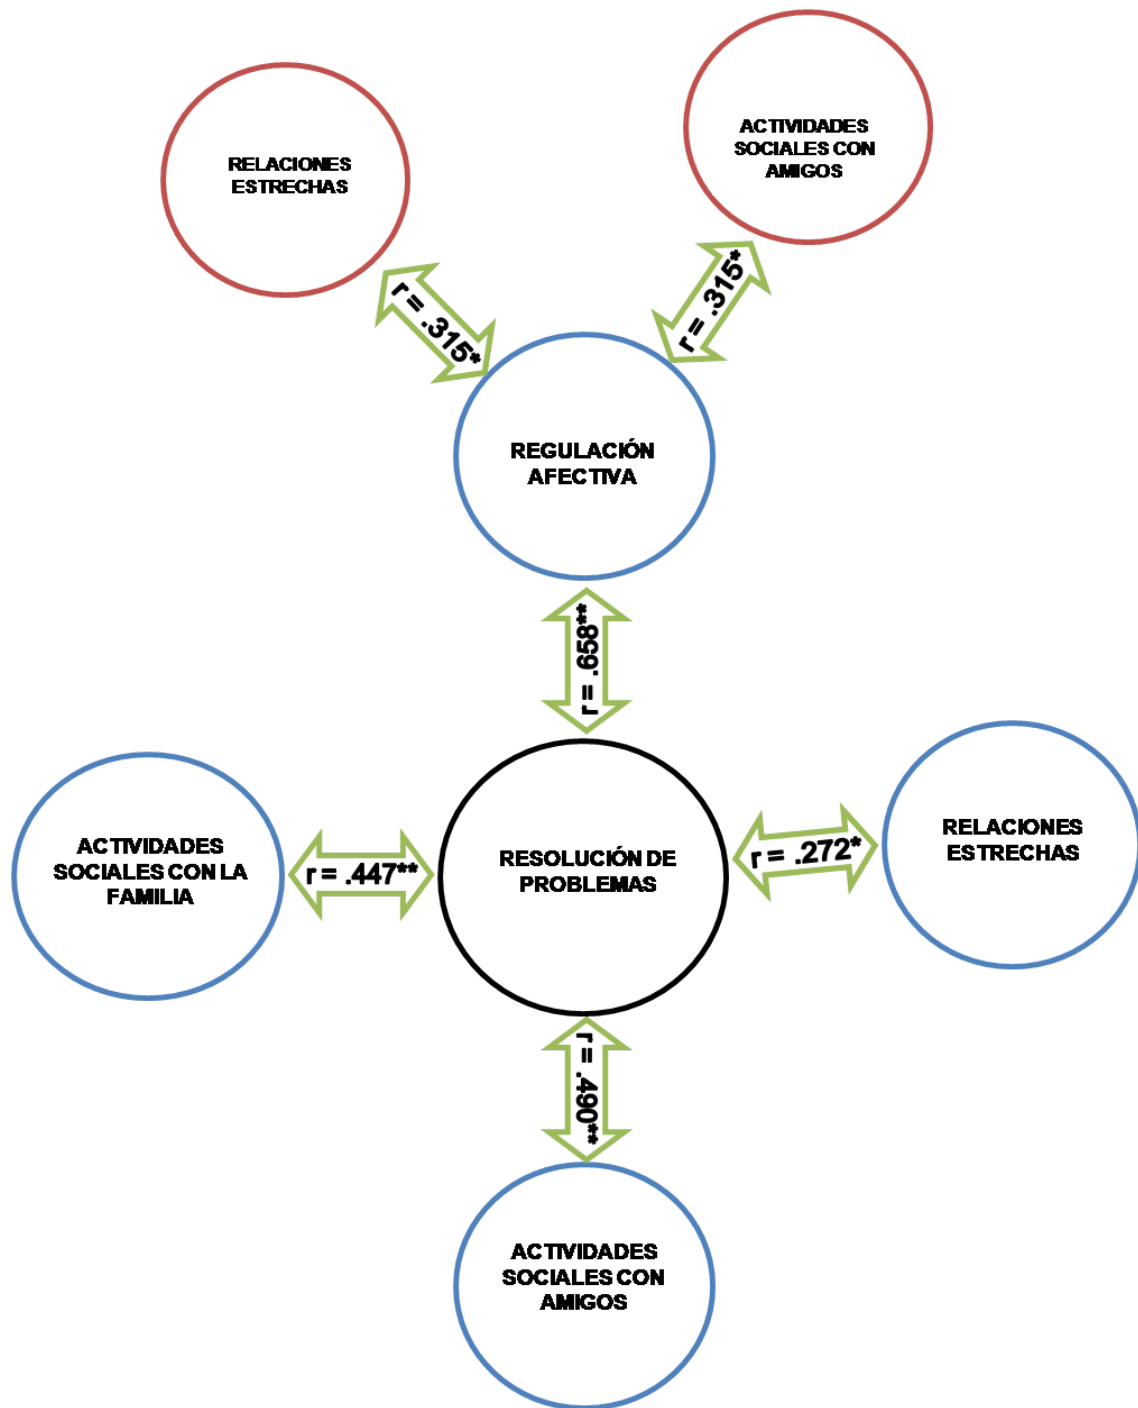 ACTIVIDADES
SOCIALES CON
AMIGOS
RELACIONES
ESTRECHAS
r = .315*
r = .315*
REGULACIÓN
AFECTIVA
r = .658**
ACTIVIDADES
SOCIALES CON LA
FAMILIA
r = .447**
RESOLUCIÓN DE
PROBLEMAS
r = .272*
RELACIONES
ESTRECHAS
r = .490**
ACTIVIDADES
SOCIALES CON
AMIGOS